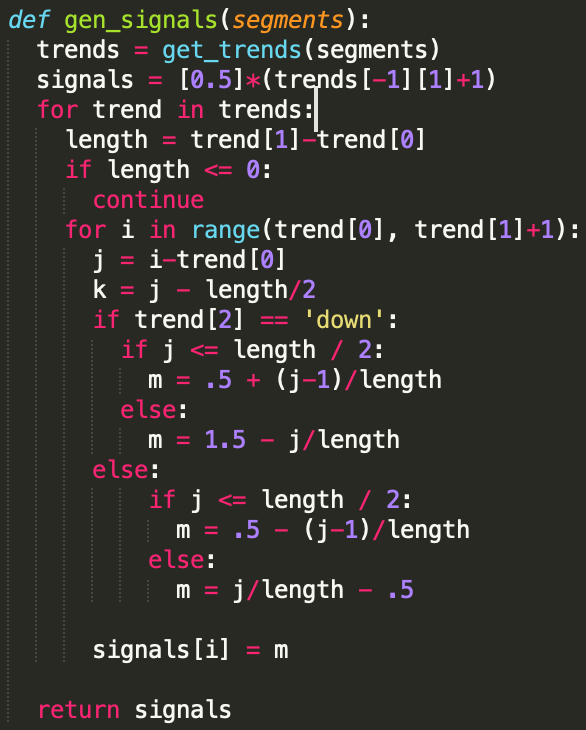 def gen_signals(segments):
  trends = get_trends(segments)
  signals = [0.5]*(trends[-1][1]+1)
  for trend in trends:
    length = trend[1]-trend[0]
    if length <= 0:
      continue
    for i in range(trend[0], trend[1]+1):
      j = i-trend[0]
      k = j - length/2
      if trend[2] == 'down':
        if j <= length / 2:
          m = .5 + (j-1)/length
        else:
          m = 1.5 - j/length
      else:
          if j <= length / 2:
            m = .5 - (j-1)/length
          else:
            m = j/length - .5

      signals[i] = m

  return signals